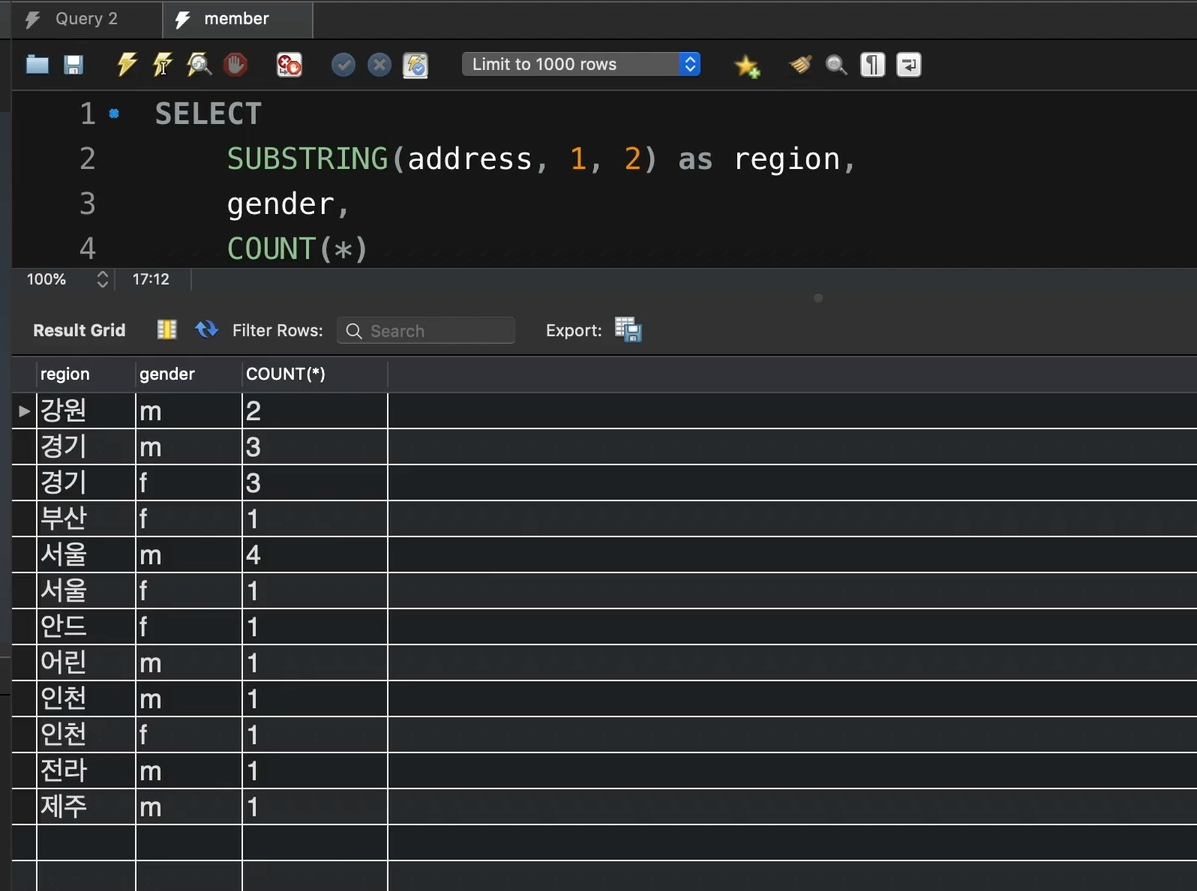 Query 2
member
Limit to 1000 rows
1 SELECT
2 SUBSTRING(address, 1, 2) as region,
3 gender,
4 COUNT(*)
100% 17:12
Result Grid Filter Rows: Search Export:
region gender COUNT(*)
강원 m 2
경기 m 3
경기 f 3
부산 f 1
서울 m 4
서울 f 1
안드 f 1
어린 m 1
인천 m 1
인천 f 1
전라 m 1
제주 m 1